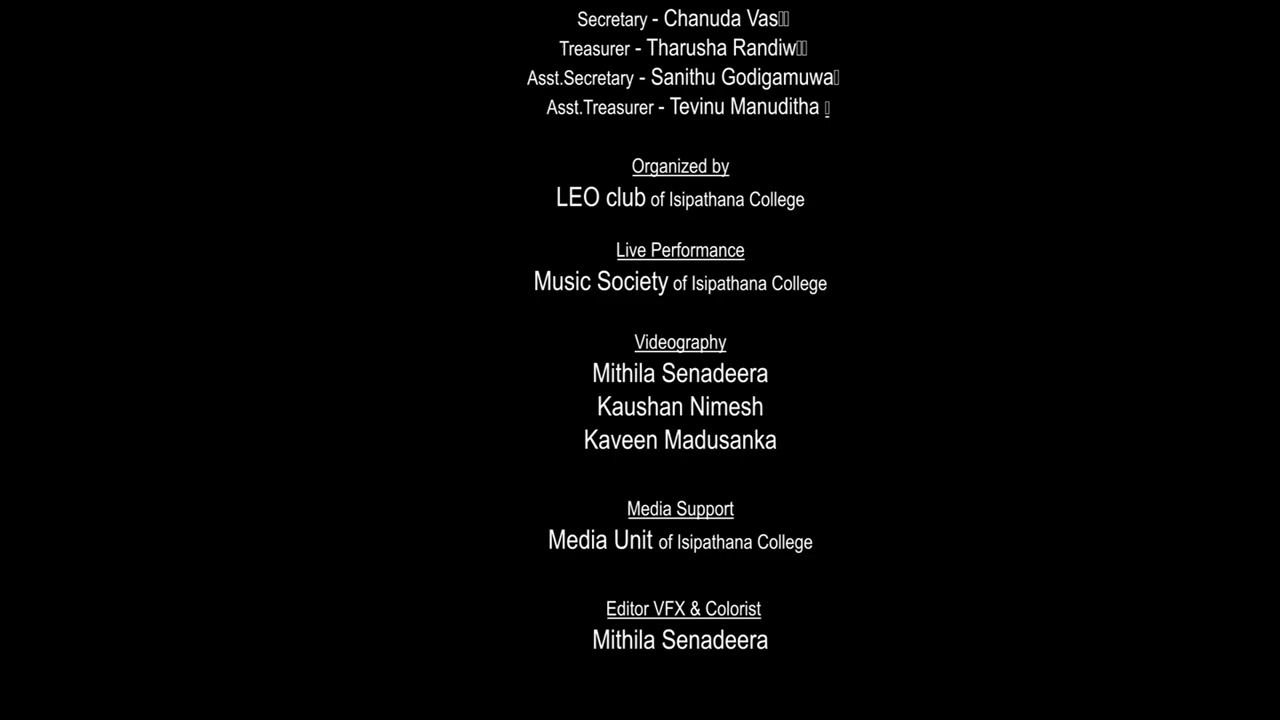 Secretary - Chanuda Vas
Treasurer - Tharusha Randiw
Asst.Secretary - Sanithu Godigamuwa
Asst.Treasurer - Tevinu Manuditha
Organized by
LEO club of Isipathana College
Live Performance
Music Society of Isipathana College
Videography
Mithila Senadeera
Kaushan Nimesh
Kaveen Madusanka
Media Support
Media Unit of Isipathana College
Editor VFX & Colorist
Mithila Senadeera